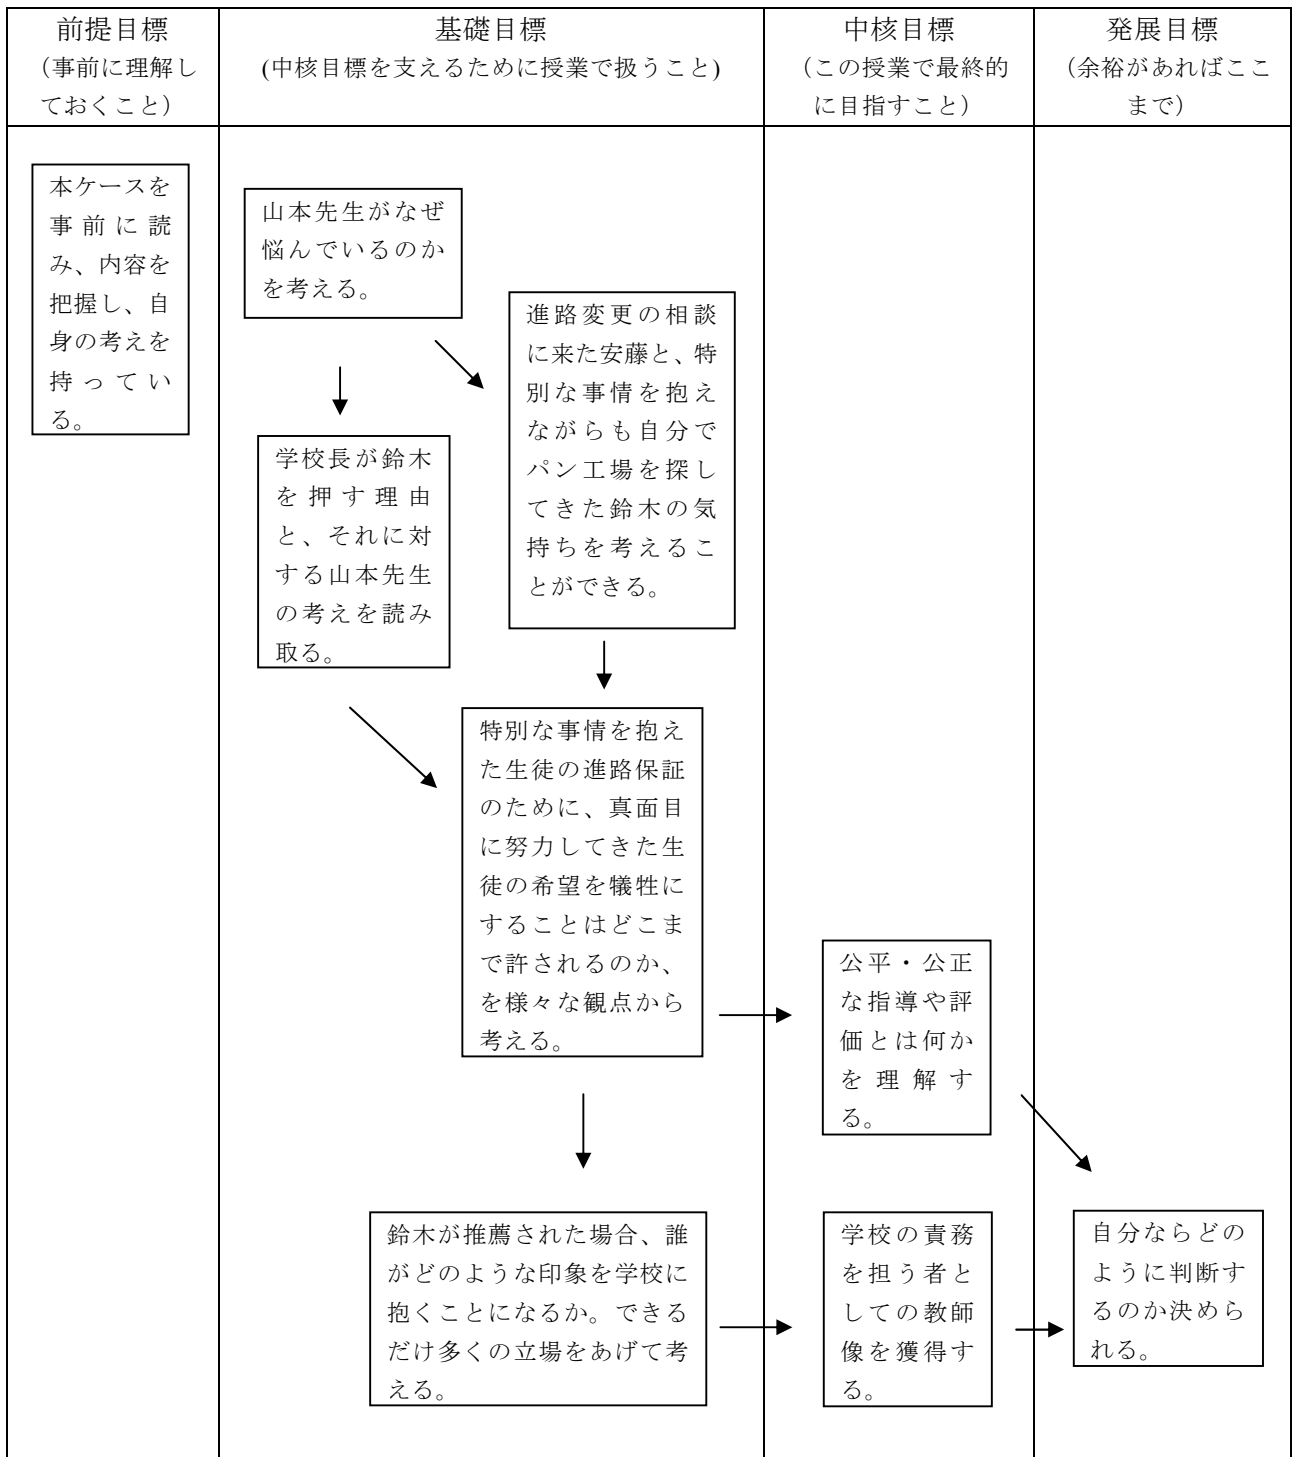 前提目標
（事前に理解し
ておくこと）
基礎目標
(中核目標を支えるために授業で扱うこと)
中核目標
（この授業で最終的
に目指すこと）
発展目標
（余裕があればここ
まで）
本ケースを
事前に読
み、内容を
把握し、自
身の考えを
持ってい
る。
山本先生がなぜ
悩んでいるのか
を考える。
進路変更の相談
に来た安藤と、特
別な事情を抱え
ながらも自分で
パン工場を探し
てきた鈴木の気
持ちを考えるこ
とができる。
学校長が鈴木
を押す理由
と、それに対
する山本先生
の考えを読み
取る。
特別な事情を抱え
た生徒の進路保証
のために、真面目
に努力してきた生
徒の希望を犠牲に
することはどこま
で許されるのか、
を様々な観点から
考える。
公平・公正
な指導や評
価とは何か
を理解す
る。
鈴木が推薦された場合、誰
がどのような印象を学校に
抱くことになるか。できる
だけ多くの立場をあげて考
える。
学校の責務
を担う者と
しての教師
像を獲得す
る。
自分ならどの
ように判断す
るのか決めら
れる。